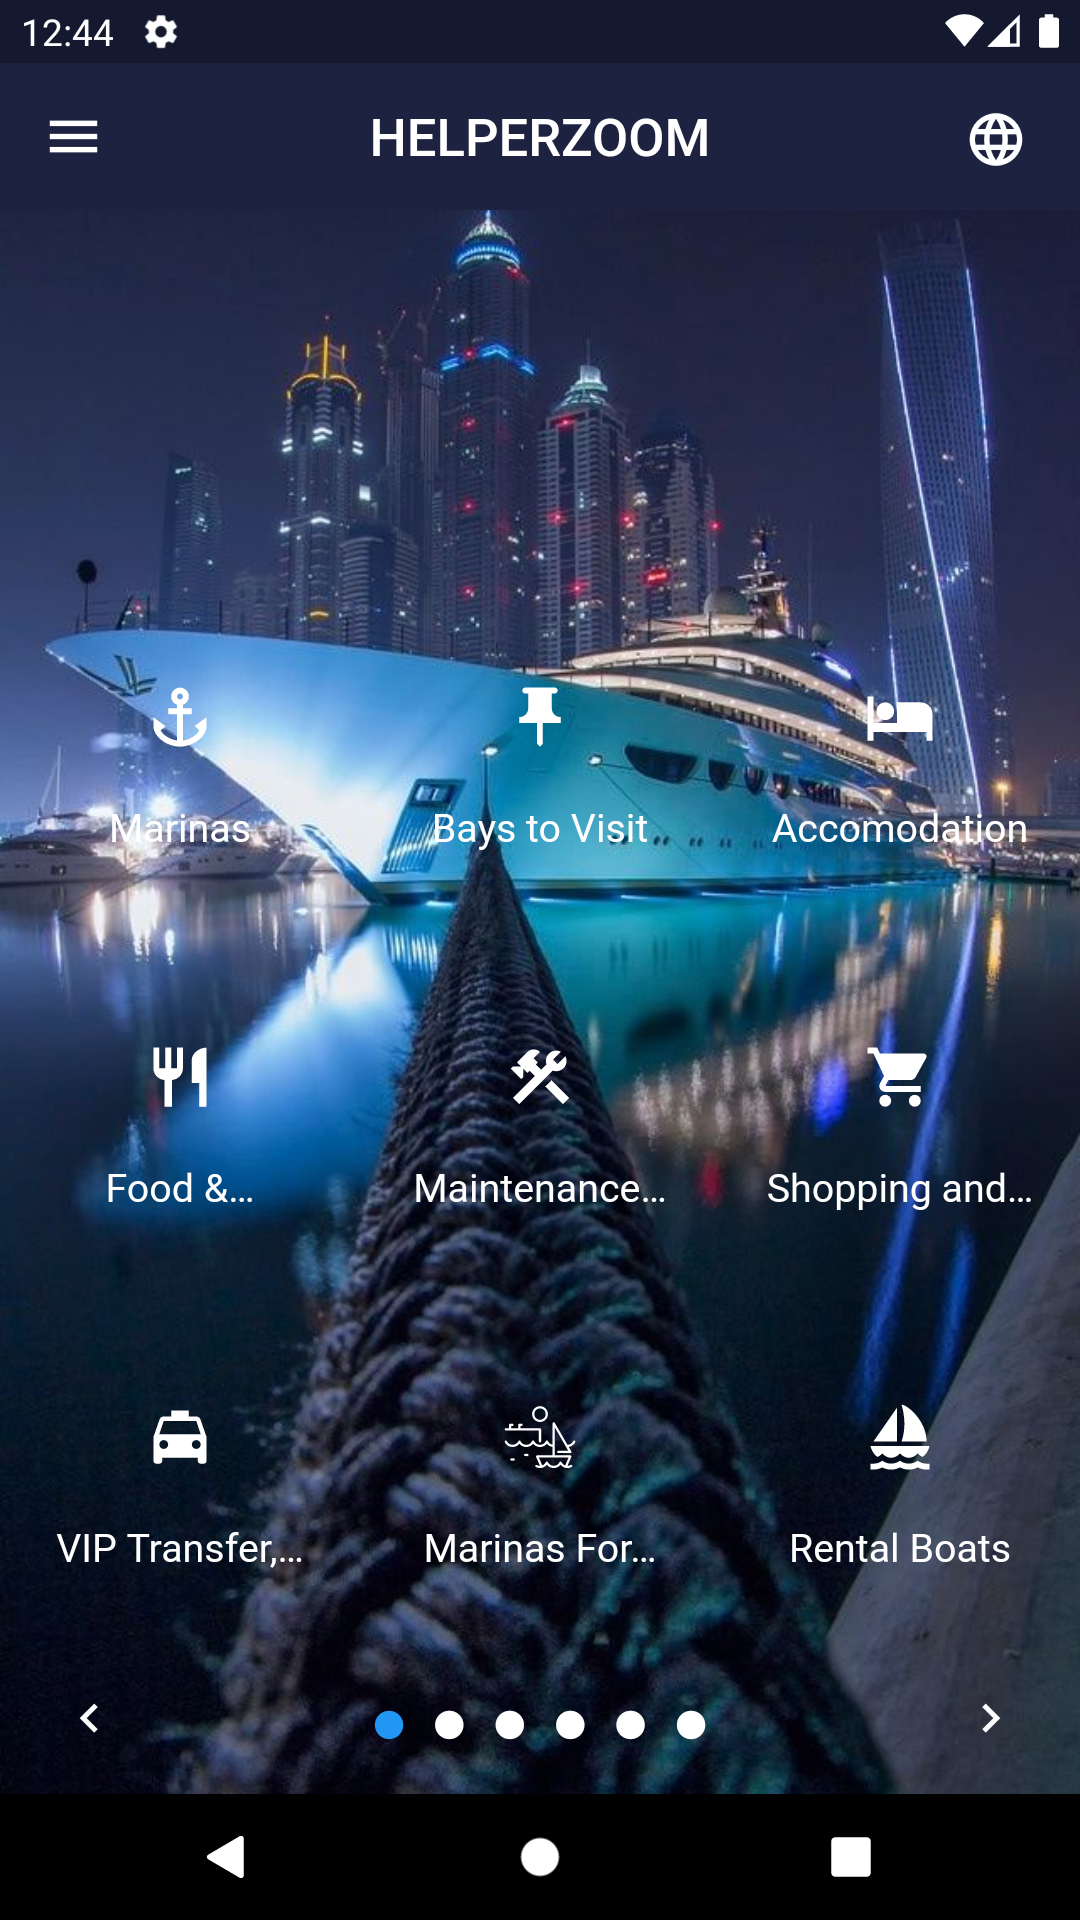 12:44
HELPERZOOM
Marinas
Bays to Visit
Accomodation
Food &...
Maintenance...
Shopping and...
VIP Transfer,...
Marinas For...
Rental Boats